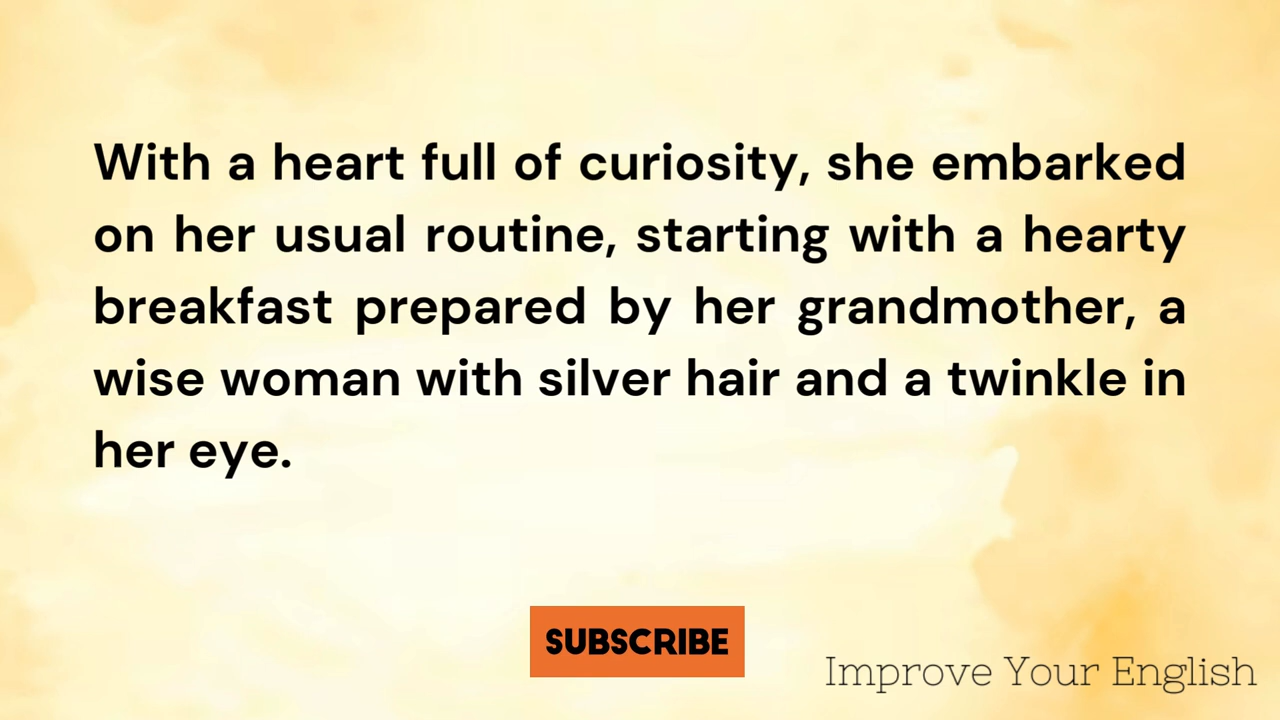 With a heart full of curiosity, she embarked
on her usual routine, starting with a hearty
breakfast prepared by her grandmother, a
wise woman with silver hair and a twinkle in
her eye.
SUBSCRIBE
Improve Your English